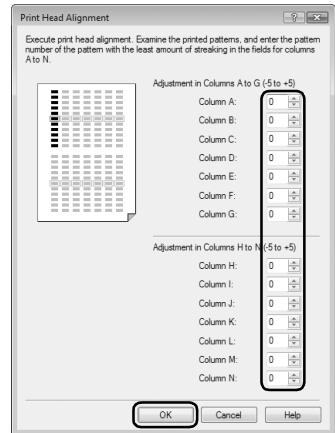 Print Head Alignment
Execute print head alignment. Examine the printed patterns, and enter the pattern
number of the pattern with the least amount of streaking in the fields for columns
A to N.
Adjustment in Columns A to G (-5 to +5)
Column A: 0
Column B: 0
Column C: 0
Column D: 0
Column E: 0
Column F: 0
Column G: 0
Adjustment in Columns H to N (-5 to +5)
Column H: 0
Column I: 0
Column J: 0
Column K: 0
Column L: 0
Column M: 0
Column N: 0
OK Cancel Help